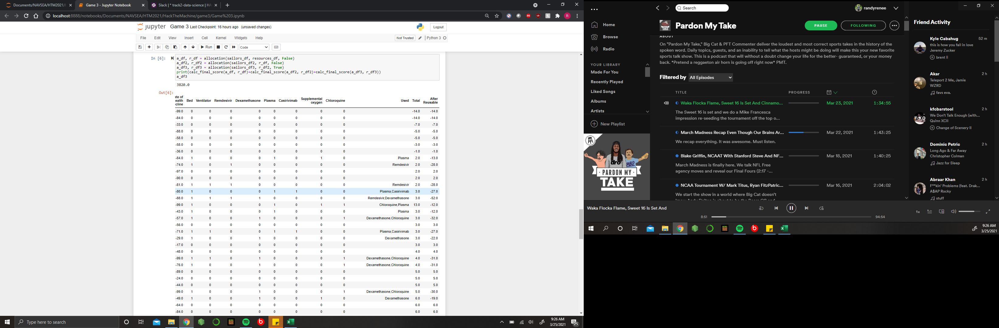 Documents/NAVSEA/HTM2021/
Game 3 - Jupyter Notebook
Slack | * track2-data-science | HA
localhost:8888/notebooks/Documents/NAVSEA/HTM2021/HackTheMachine/game3/Game%203.ipynb
jupyter Game 3 Last Checkpoint: 16 hours ago (unsaved changes)
Logout
File Edit View Insert Cell Kernel Widgets Help
Not Trusted Python 3
Run Code
In [6]: a_df, r_df = allocation(sailors_df, resources_df, False)
a_df2, r_df2 = allocation(sailors_df2, r_df, False)
a_df3, r_df3 = allocation(sailors_df3, r_df2, True)
print(calc_final_score(a_df, r_df)+calc_final_score(a_df2, r_df2)+calc_final_score(a_df3, r_df3))
a_df3
3820.0
Out[6]:
ate of ealth cline Bed Ventilator Remdesivir Dexamethasone Plasma Casirivimab Supplemental oxygen Chloroquine Used Total After Reusable
-99.0 0 0 0 0 0 0 0 0 -14.0 -14.0
-84.0 0 0 0 0 0 0 0 0 -14.0 -14.0
-33.0 0 0 0 0 0 0 0 0 -7.0 -7.0
-88.0 0 0 0 0 0 0 0 0 -5.0 -5.0
-58.0 0 0 0 0 0 0 0 0 -5.0 -5.0
-58.0 0 0 0 0 0 0 0 0 -3.0 -3.0
-36.0 0 0 0 0 0 0 0 0 -1.0 -1.0
-84.0 1 0 0 0 1 0 1 0 Plasma 2.0 -13.0
-74.0 1 0 1 0 0 0 0 0 Remdesivir 2.0 -28.0
-97.0 0 0 0 0 0 0 0 0 2.0 2.0
-90.0 0 0 0 0 0 0 0 0 2.0 2.0
-81.0 1 1 1 0 0 0 0 0 Remdesivir 2.0 -28.0
-80.0 1 0 0 0 1 1 0 0 Plasma,Casirivimab 3.0 -27.0
-88.0 1 1 1 1 0 0 0 0 Remdesivir,Dexamethasone 3.0 -52.0
-99.0 1 0 0 0 1 0 1 1 Chloroquine,Plasma 13.0 -12.0
-43.0 1 0 0 0 1 0 0 0 Plasma 3.0 -12.0
-57.0 1 0 0 1 0 0 0 1 Dexamethasone,Chloroquine 3.0 -32.0
-56.0 0 0 0 0 0 0 0 0 3.0 3.0
-71.0 1 1 0 0 1 1 0 0 Plasma,Casirivimab 3.0 -27.0
-29.0 1 0 0 1 0 0 0 0 Dexamethasone 3.0 -22.0
-17.0 0 0 0 0 0 0 0 0 3.0 3.0
-48.0 0 0 0 0 0 0 0 0 4.0 4.0
-99.0 1 1 0 1 0 0 0 1 Dexamethasone,Chloroquine 4.0 -31.0
-76.0 1 0 0 1 0 0 0 1 Dexamethasone,Chloroquine 4.0 -31.0
-89.0 0 0 0 0 0 0 0 0 5.0 5.0
-24.0 0 0 0 0 0 0 0 0 5.0 5.0
-44.0 0 0 0 0 0 0 0 0 5.0 5.0
-99.0 1 0 0 1 0 0 0 1 Dexamethasone,Chloroquine 5.0 -30.0
-49.0 1 0 0 1 0 0 1 0 Dexamethasone 6.0 -19.0
-64.0 0 0 0 0 0 0 0 0 6.0 6.0
-84.0 0 0 0 0 0 0 0 0 6.0 6.0
Type here to search
9:26 AM
3/25/2021
25
Search
randyrenee
Home
Browse
Radio
YOUR LIBRARY
Made For You
Recently Played
Liked Songs
Albums
Artists
New Playlist
dro
PARDON MY
TAKE
Pardon My Take
PAUSE
FOLLOWING
ABOUT
On "Pardon My Take," Big Cat & PFT Commenter deliver the loudest and most correct sports takes in the history of the
spoken word. Daily topics, guests, and an inability to tell what the hosts might be doing will make this your new favorite
sports talk show. This is a podcast that will without a doubt change your life for the better- guaranteed, or your money
back. *Pretend a reggaeton air horn is going off right now* PMT.
Filtered by All Episodes
TITLE PROGRESS
Waka Flocka Flame, Sweet 16 Is Set And Cinnamo... Mar 23, 2021 1:34:55
The Sweet 16 is set and we do a Mike Francesca
impression re-seeding the tournament off the top o...
March Madness Recap Even Though Our Brains Ar... Mar 22, 2021 1:43:25
We recap everything. It was awesome. Must listen.
Blake Griffin, NCAAT With Stanford Steve And NF... Mar 18, 2021 1:40:25
March Madness is finally here. We talk NFL Free
agency moves and reveal our Final Fours (2:17 -...
NCAA Tournament W/ Mark Titus, Ryan FitzPatric... Mar 16, 2021 2:04:02
We start the show in a world where Big Cat doesn't
know Andy Dalton is about to be the Bears QB and
Friend Activity
Kyle Cabahug 52 m
this is how you fall in love
Jeremy Zucker
brent ii
Akar 2 h
Teleport 2 Me, Jamie
WZRD
favs eva.
kfcbarstool 2 h
We Don't Talk Enough (with...
Quinn XCII
Change of Scenery II
Dominic Petric 2 h
Long Ago & Far Away
Christopher Colman
Jazz for Sleep
Abraar Khan 2 h
F**kin' Problems (feat. Drak...
A$AP Rocky
stuff
Waka Flocka Flame, Sweet 16 Is Set And
8:51
94:54
1x
9:26 AM
3/25/2021